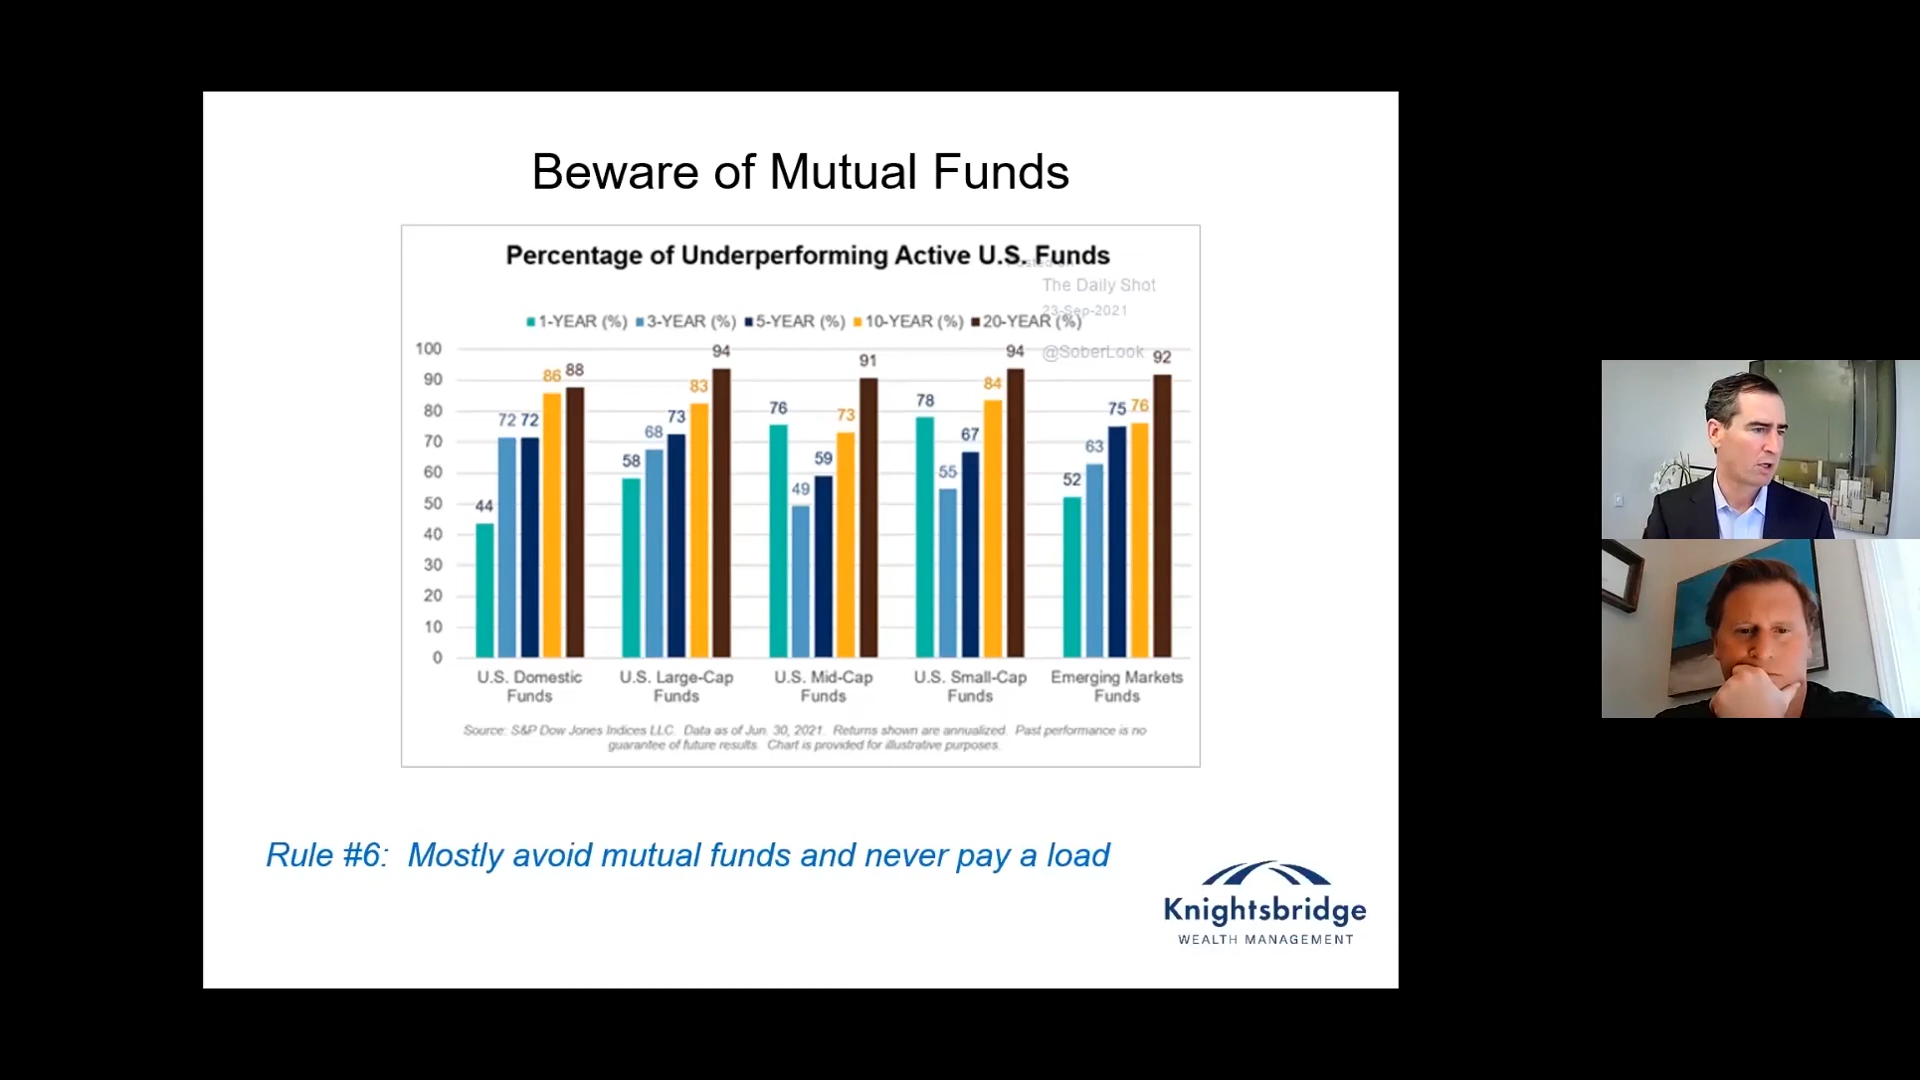 Beware of Mutual Funds
Percentage of Underperforming Active U.S. Funds
The Daily Shot
23-Sep-2021
1-YEAR (%) 3-YEAR (%) 5-YEAR (%) 10-YEAR (%) 20-YEAR (%)
@SoberLook
100
90
80
70
60
50
40
30
20
10
0
44 72 72 86 88
58 68 73 83 94
76 49 59 73 91
78 55 67 84 94
52 63 75 76 92
U.S. Domestic
Funds
U.S. Large-Cap
Funds
U.S. Mid-Cap
Funds
U.S. Small-Cap
Funds
Emerging Markets
Funds
Source: S&P Dow Jones Indices LLC. Data as of Jun. 30, 2021. Returns shown are annualized. Past performance is no
guarantee of future results. Chart is provided for illustrative purposes.
Rule #6: Mostly avoid mutual funds and never pay a load
Knightsbridge
WEALTH MANAGEMENT